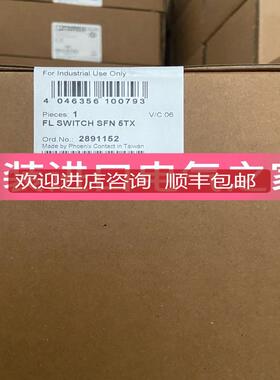 For Industrial Use Only
4 046356 100793
Pieces: 1
V/C 06
FL SWITCH SFN 5TX
Ord.No.: 2891152
Made by Phoenix Contact in Taiwan
欢迎进店咨询 顺丰包邮